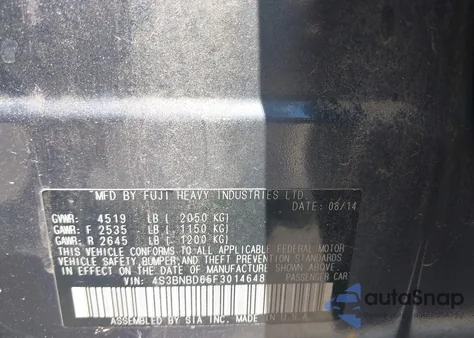 MFD BY FUJI HEAVY INDUSTRIES LTD.
DATE: 08/14
GVWR: 4519 LB ( 2050 KG)
GAWR: F 2535 LB ( 1150 KG)
GAWR: R 2645 LB ( 1200 KG)
THIS VEHICLE CONFORMS TO ALL APPLICABLE FEDERAL MOTOR
VEHICLE SAFETY, BUMPER, AND THEFT PREVENTION STANDARDS
IN EFFECT ON THE DATE OF MANUFACTURE SHOWN ABOVE.
VIN: 4S3BNBD66F3014648 PASSENGER CAR
ASSEMBLED BY SIA INC. MADE IN U.S.A.
autoSnap